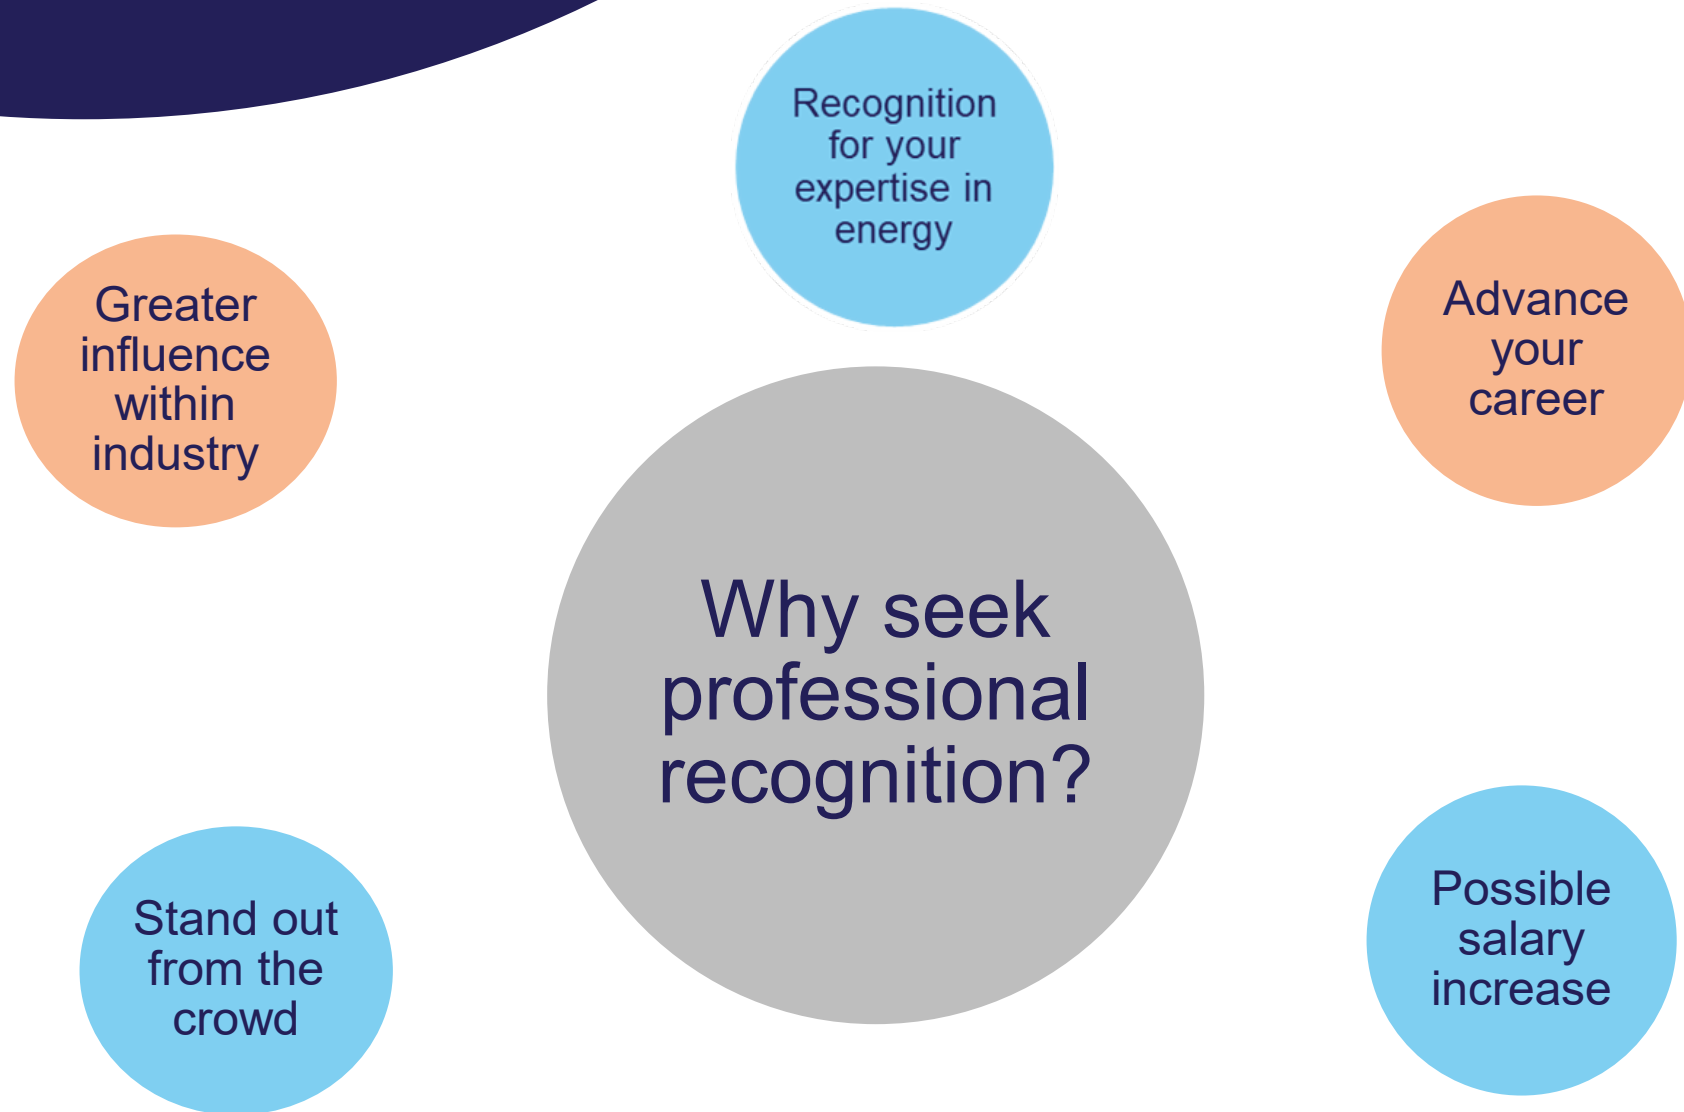 Recognition
for your
expertise in
energy
Greater
influence
within
industry
Advance
your
career
Why seek
professional
recognition?
Stand out
from the
crowd
Possible
salary
increase